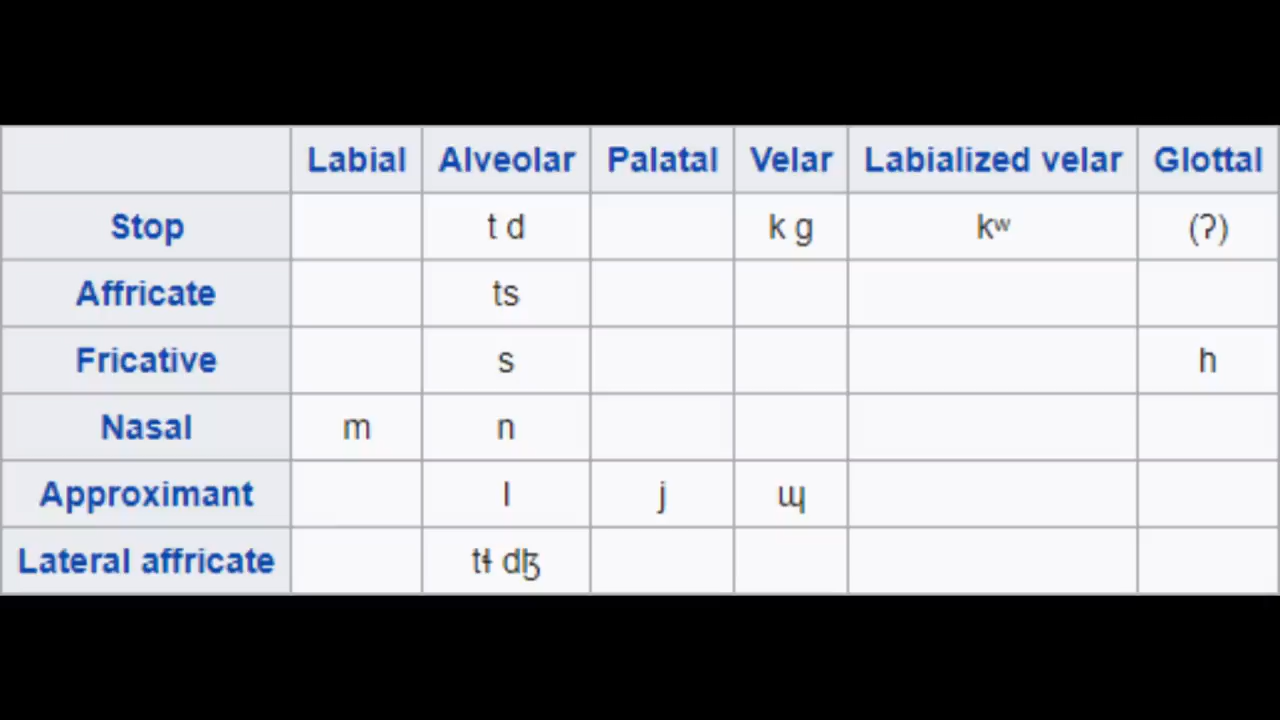 Labial Alveolar Palatal Velar Labialized velar Glottal
Stop t d k g kʷ (ʔ)
Affricate ts
Fricative s h
Nasal m n
Approximant l j ɰ
Lateral affricate tɬ dɮ